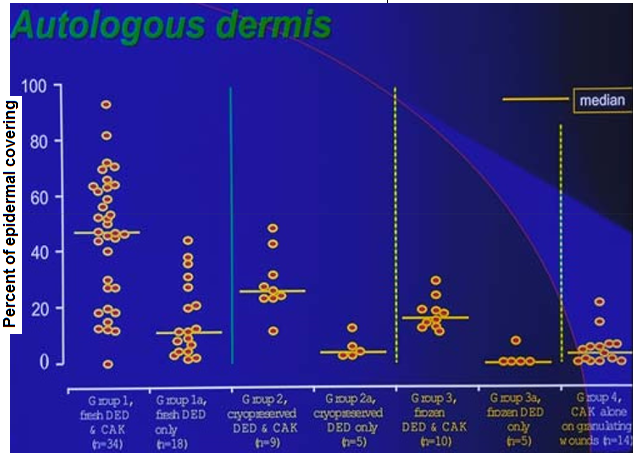 Autologous dermis
Percent of epidermal covering
100
80
60
40
20
0
median
Group 1,
fresh DED
& CAK
(n=34)
Group 1a,
fresh DED
only
(n=18)
Group 2,
cryopreserved
DED & CAK
(n=9)
Group 2a,
cryopreserved
DED only
(n=5)
Group 3,
frozen
DED & CAK
(n=10)
Group 3a,
frozen DED
only
(n=5)
Group 4,
CAK alone
on granulating
wounds (n=14)